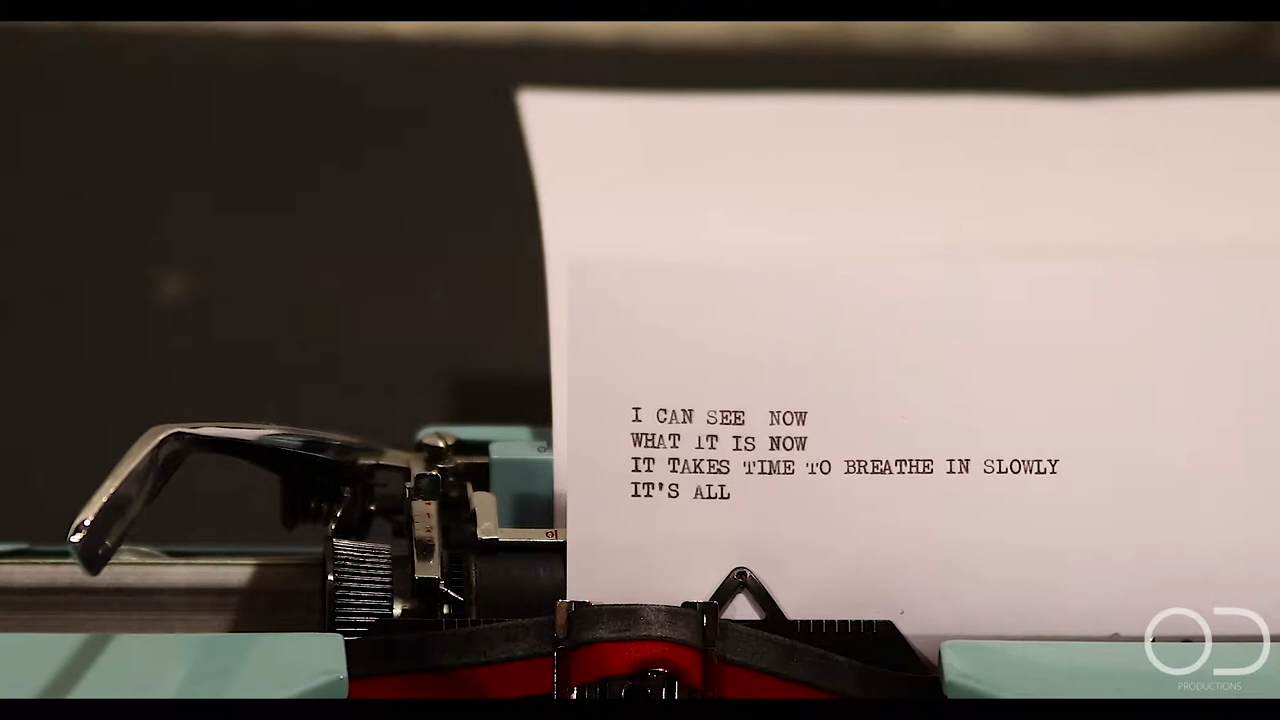 I CAN SEE  NOW
WHAT IT IS NOW
IT TAKES TIME TO BREATHE IN SLOWLY
IT'S ALL
OD
PRODUCTIONS